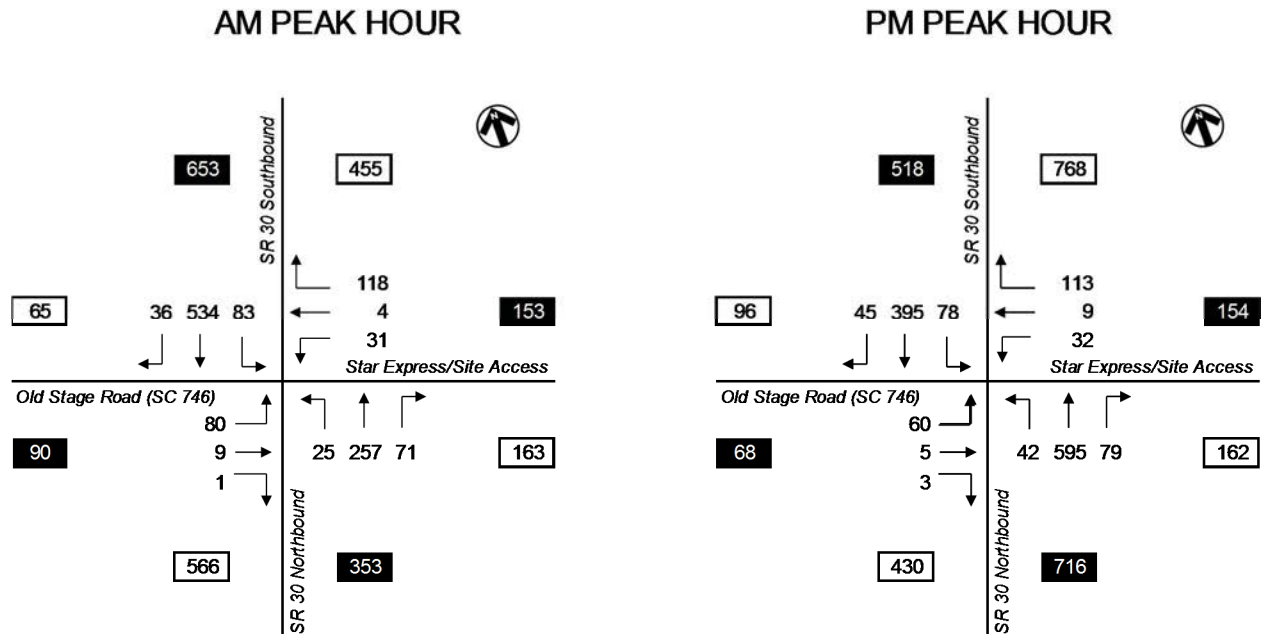 AM PEAK HOUR
PM PEAK HOUR
SR 30 Southbound
653
455
118
65
36 534 83
4
153
31
Star Express/Site Access
Old Stage Road (SC 746)
80
90
9
25 257 71
163
1
566
353
SR 30 Northbound
SR 30 Southbound
518
768
113
96
45 395 78
9
154
32
Star Express/Site Access
Old Stage Road (SC 746)
60
68
5
42 595 79
162
3
430
716
SR 30 Northbound